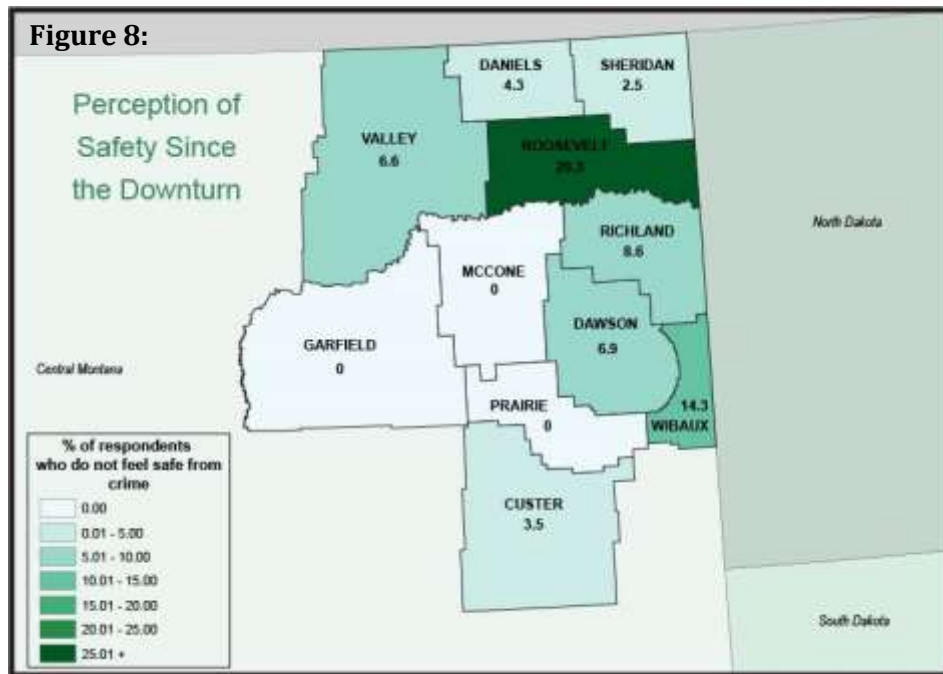 Figure 8:
Perception of
Safety Since
the Downturn
DANIELS
4.3
SHERIDAN
2.5
VALLEY
6.6
ROOSEVELT
RICHLAND
8.6
North Dakota
MCCONE
0
GARFIELD
0
DAWSON
6.9
Central Montana
PRAIRIE
0
14.3
WIBAUX
CUSTER
3.5
% of respondents
who do not feel safe from
crime
0.00
0.01 - 5.00
5.01 - 10.00
10.01 - 15.00
15.01 - 20.00
20.01 - 25.00
25.01 +
South Dakota